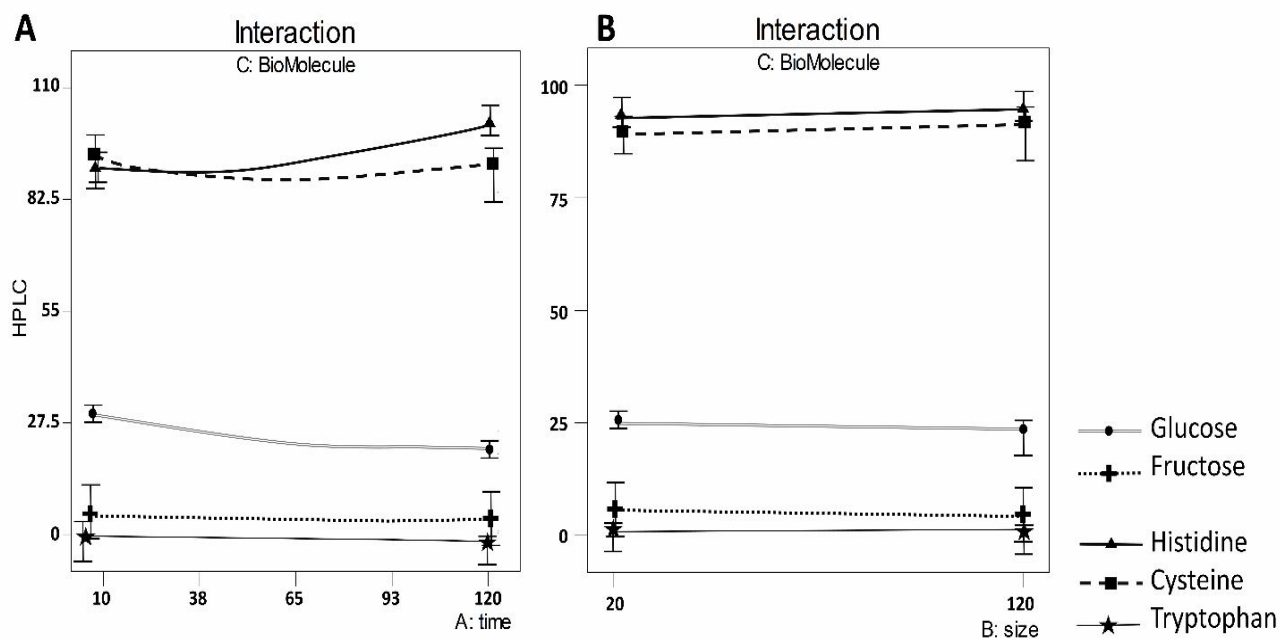 A
Interaction
C: BioMolecule
110
82.5
55
27.5
0
HPLC
10 38 65 93 120
A: time
B
Interaction
C: BioMolecule
100
75
50
25
0
20 120
B: size
Glucose
Fructose
Histidine
Cysteine
Tryptophan